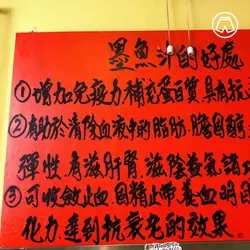 墨魚汁的好處
①增加免疫力.補充蛋白質.具有抗
②有助於清除血液中的脂肪、膽固醇
彈性.有滋肝腎.滋陰養氣
③可收斂止血.固精止帶.養血.明
化力.達到抗衰老的效果